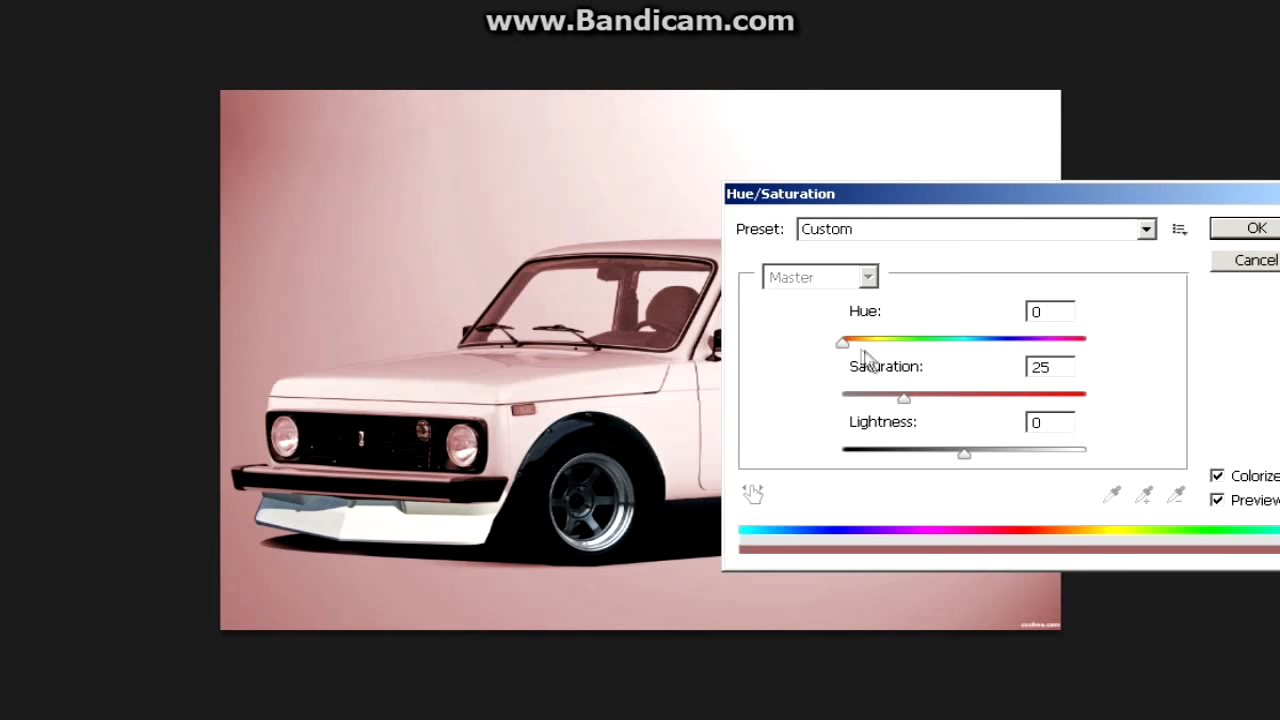 www.Bandicam.com
Hue/Saturation
Preset: Custom OK
Cancel
Master
Hue: 0
Saturation: 25
Lightness: 0
Colorize
Preview